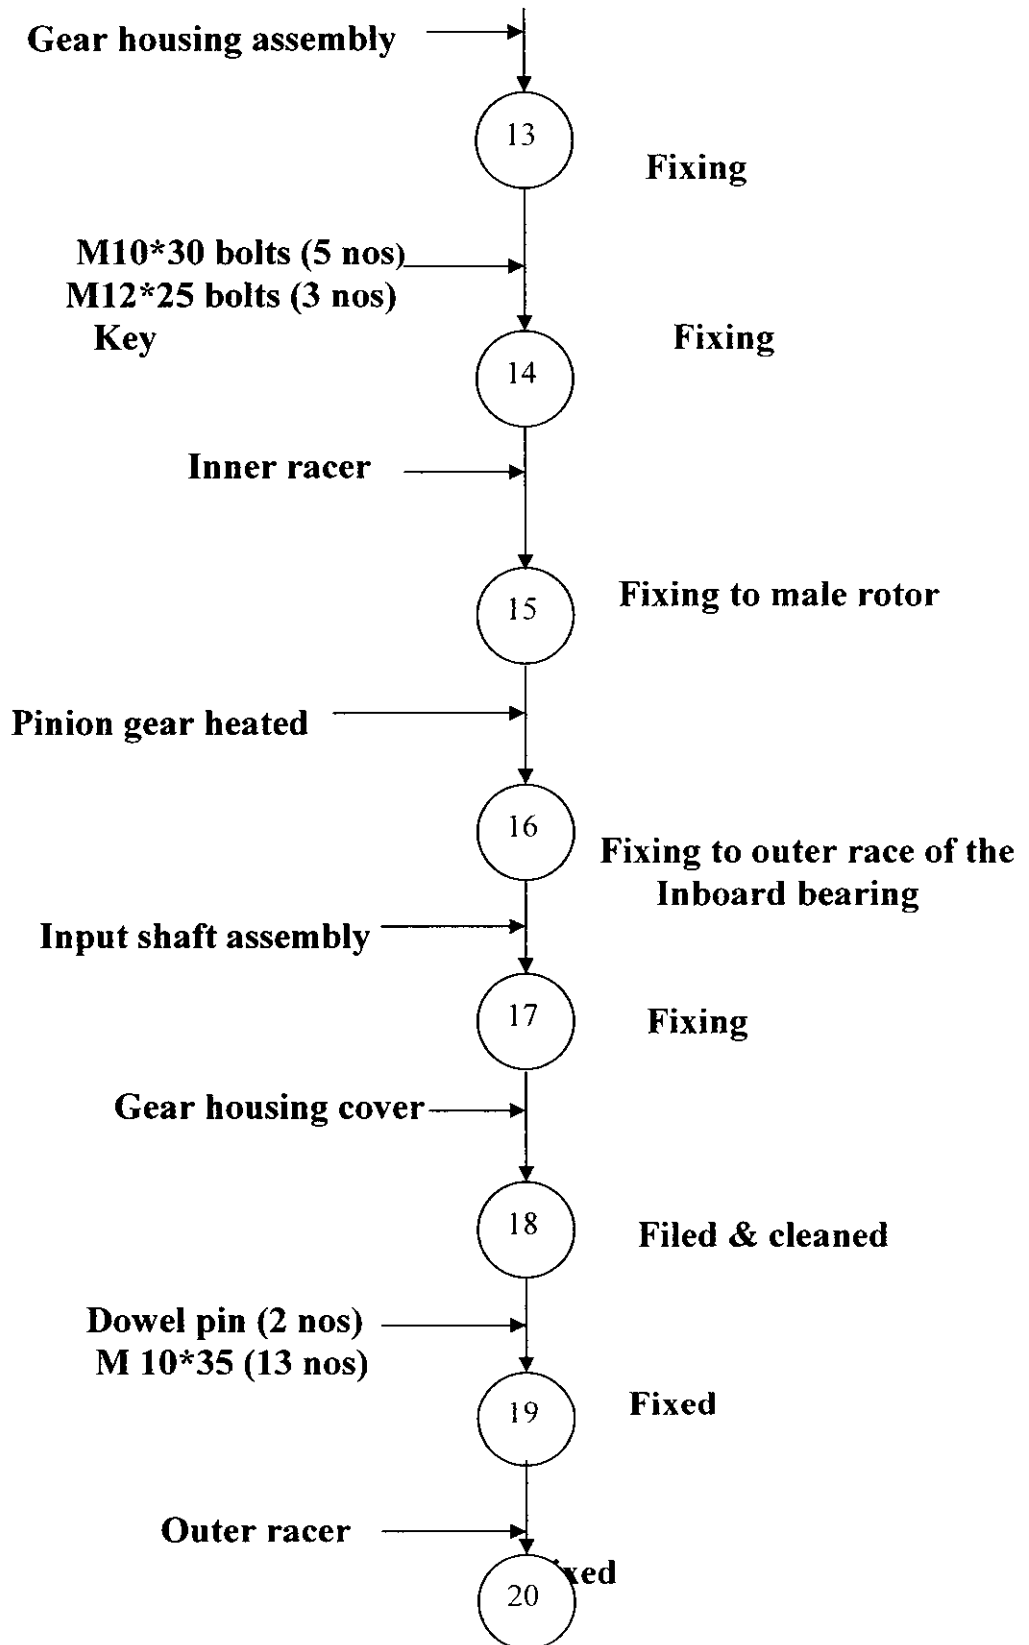 Gear housing assembly
13
Fixing
M10*30 bolts (5 nos)
M12*25 bolts (3 nos)
Key
Fixing
14
Inner racer
15
Fixing to male rotor
Pinion gear heated
16
Fixing to outer race of the
Inboard bearing
Input shaft assembly
17
Fixing
Gear housing cover
18
Filed & cleaned
Dowel pin (2 nos)
M 10*35 (13 nos)
19
Fixed
Outer racer
20
ixed